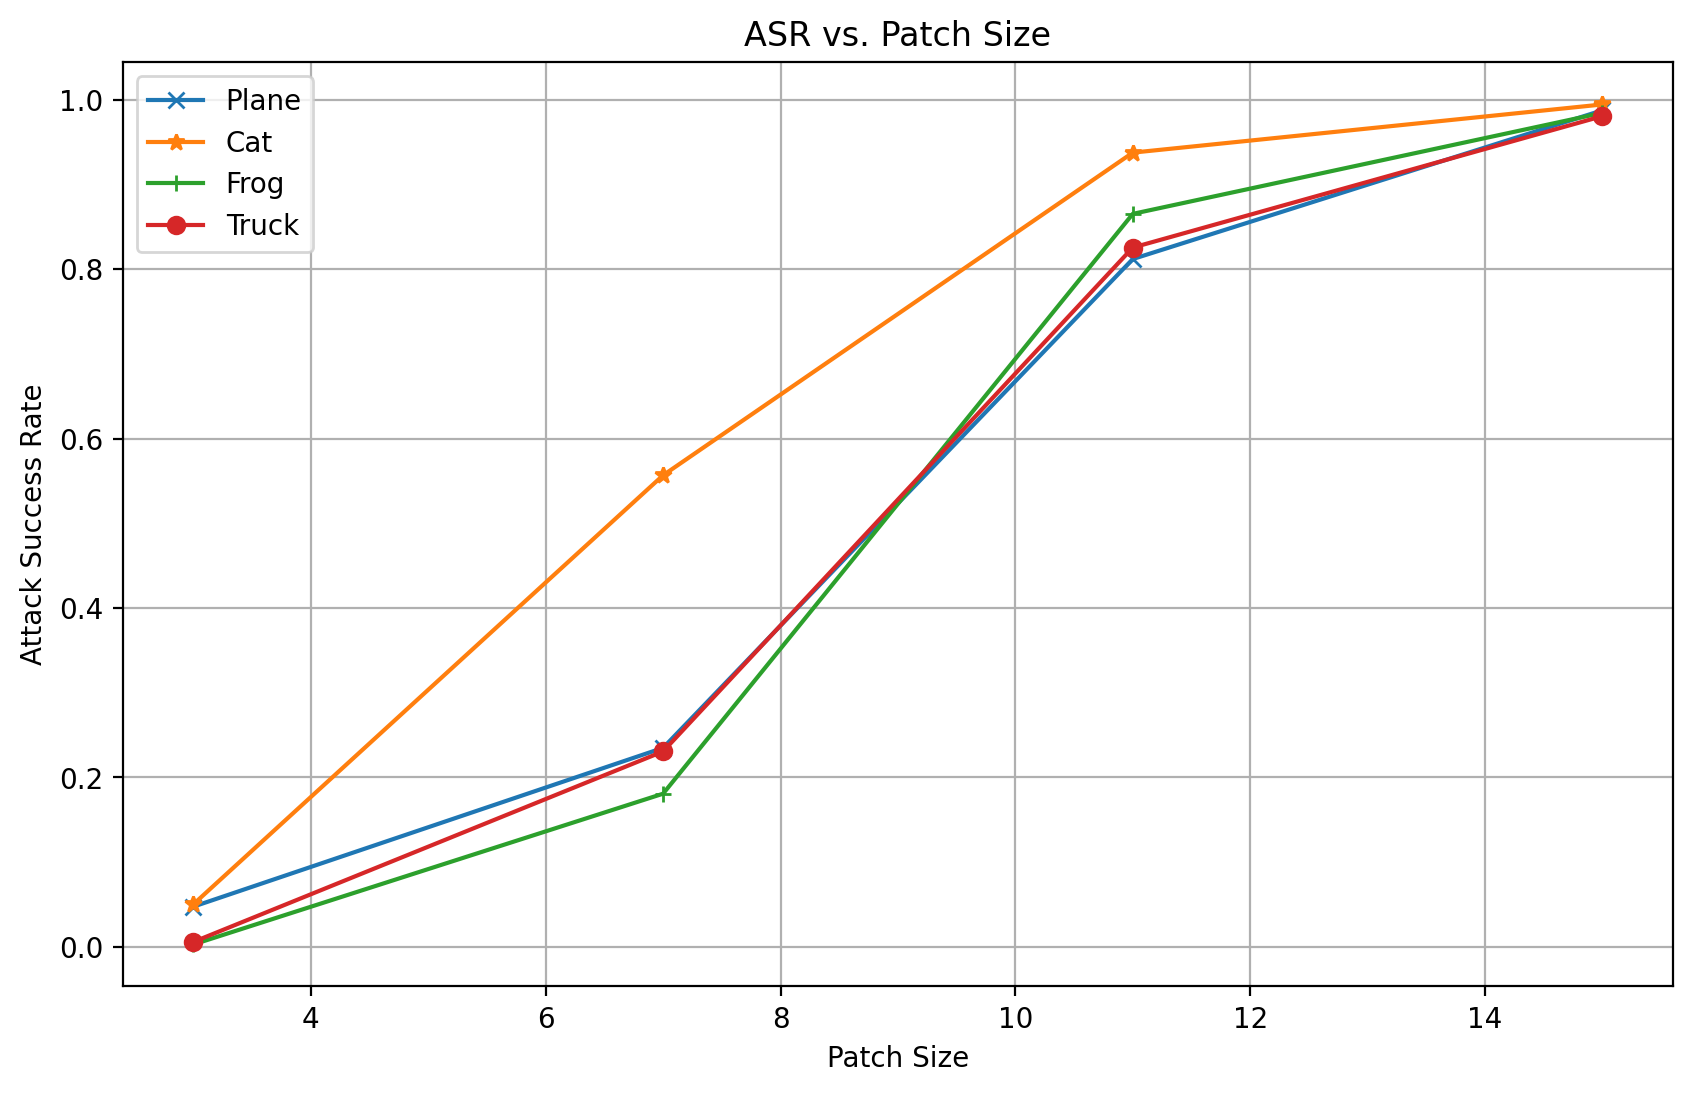 ASR vs. Patch Size
Plane
Cat
Frog
Truck
1.0
0.8
0.6
0.4
0.2
0.0
Attack Success Rate
4 6 8 10 12 14
Patch Size